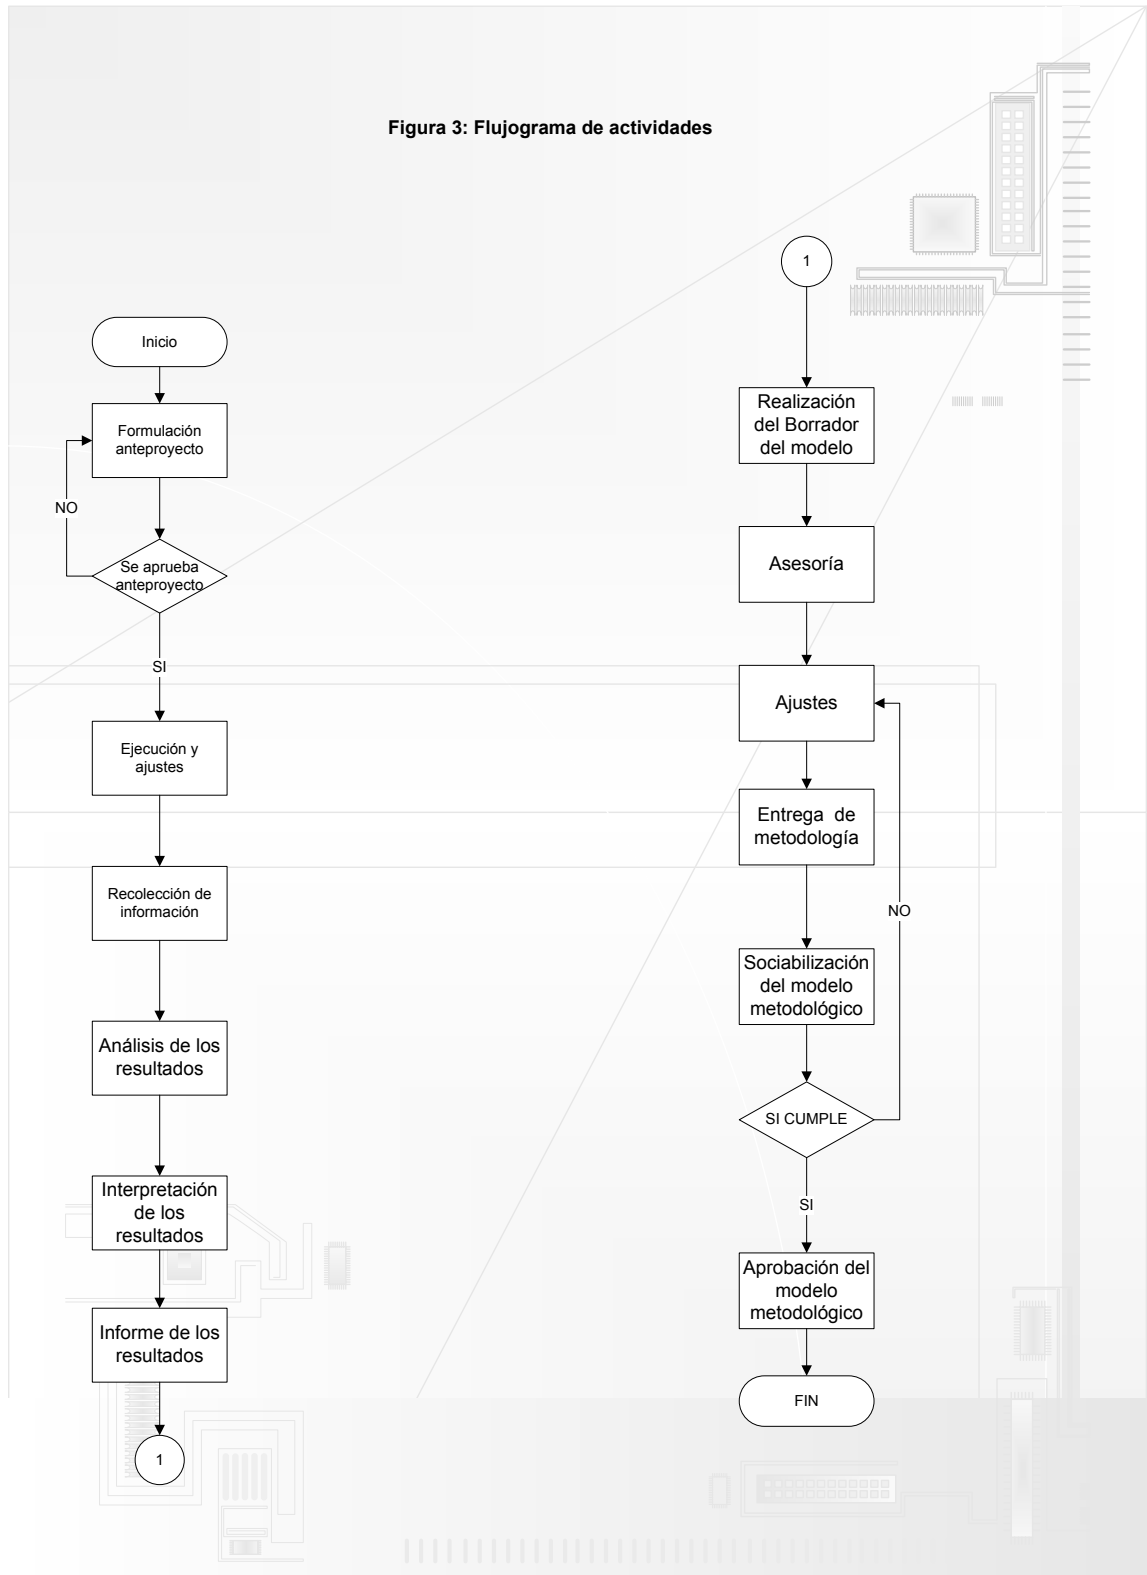 Figura 3: Flujograma de actividades
Inicio
Formulación
anteproyecto
NO
Se aprueba
anteproyecto
SI
Ejecución y
ajustes
Recolección de
información
Análisis de los
resultados
Interpretación
de los
resultados
Informe de los
resultados
1
1
Realización
del Borrador
del modelo
Asesoría
Ajustes
Entrega de
metodología
NO
Sociabilización
del modelo
metodológico
SI CUMPLE
SI
Aprobación del
modelo
metodológico
FIN